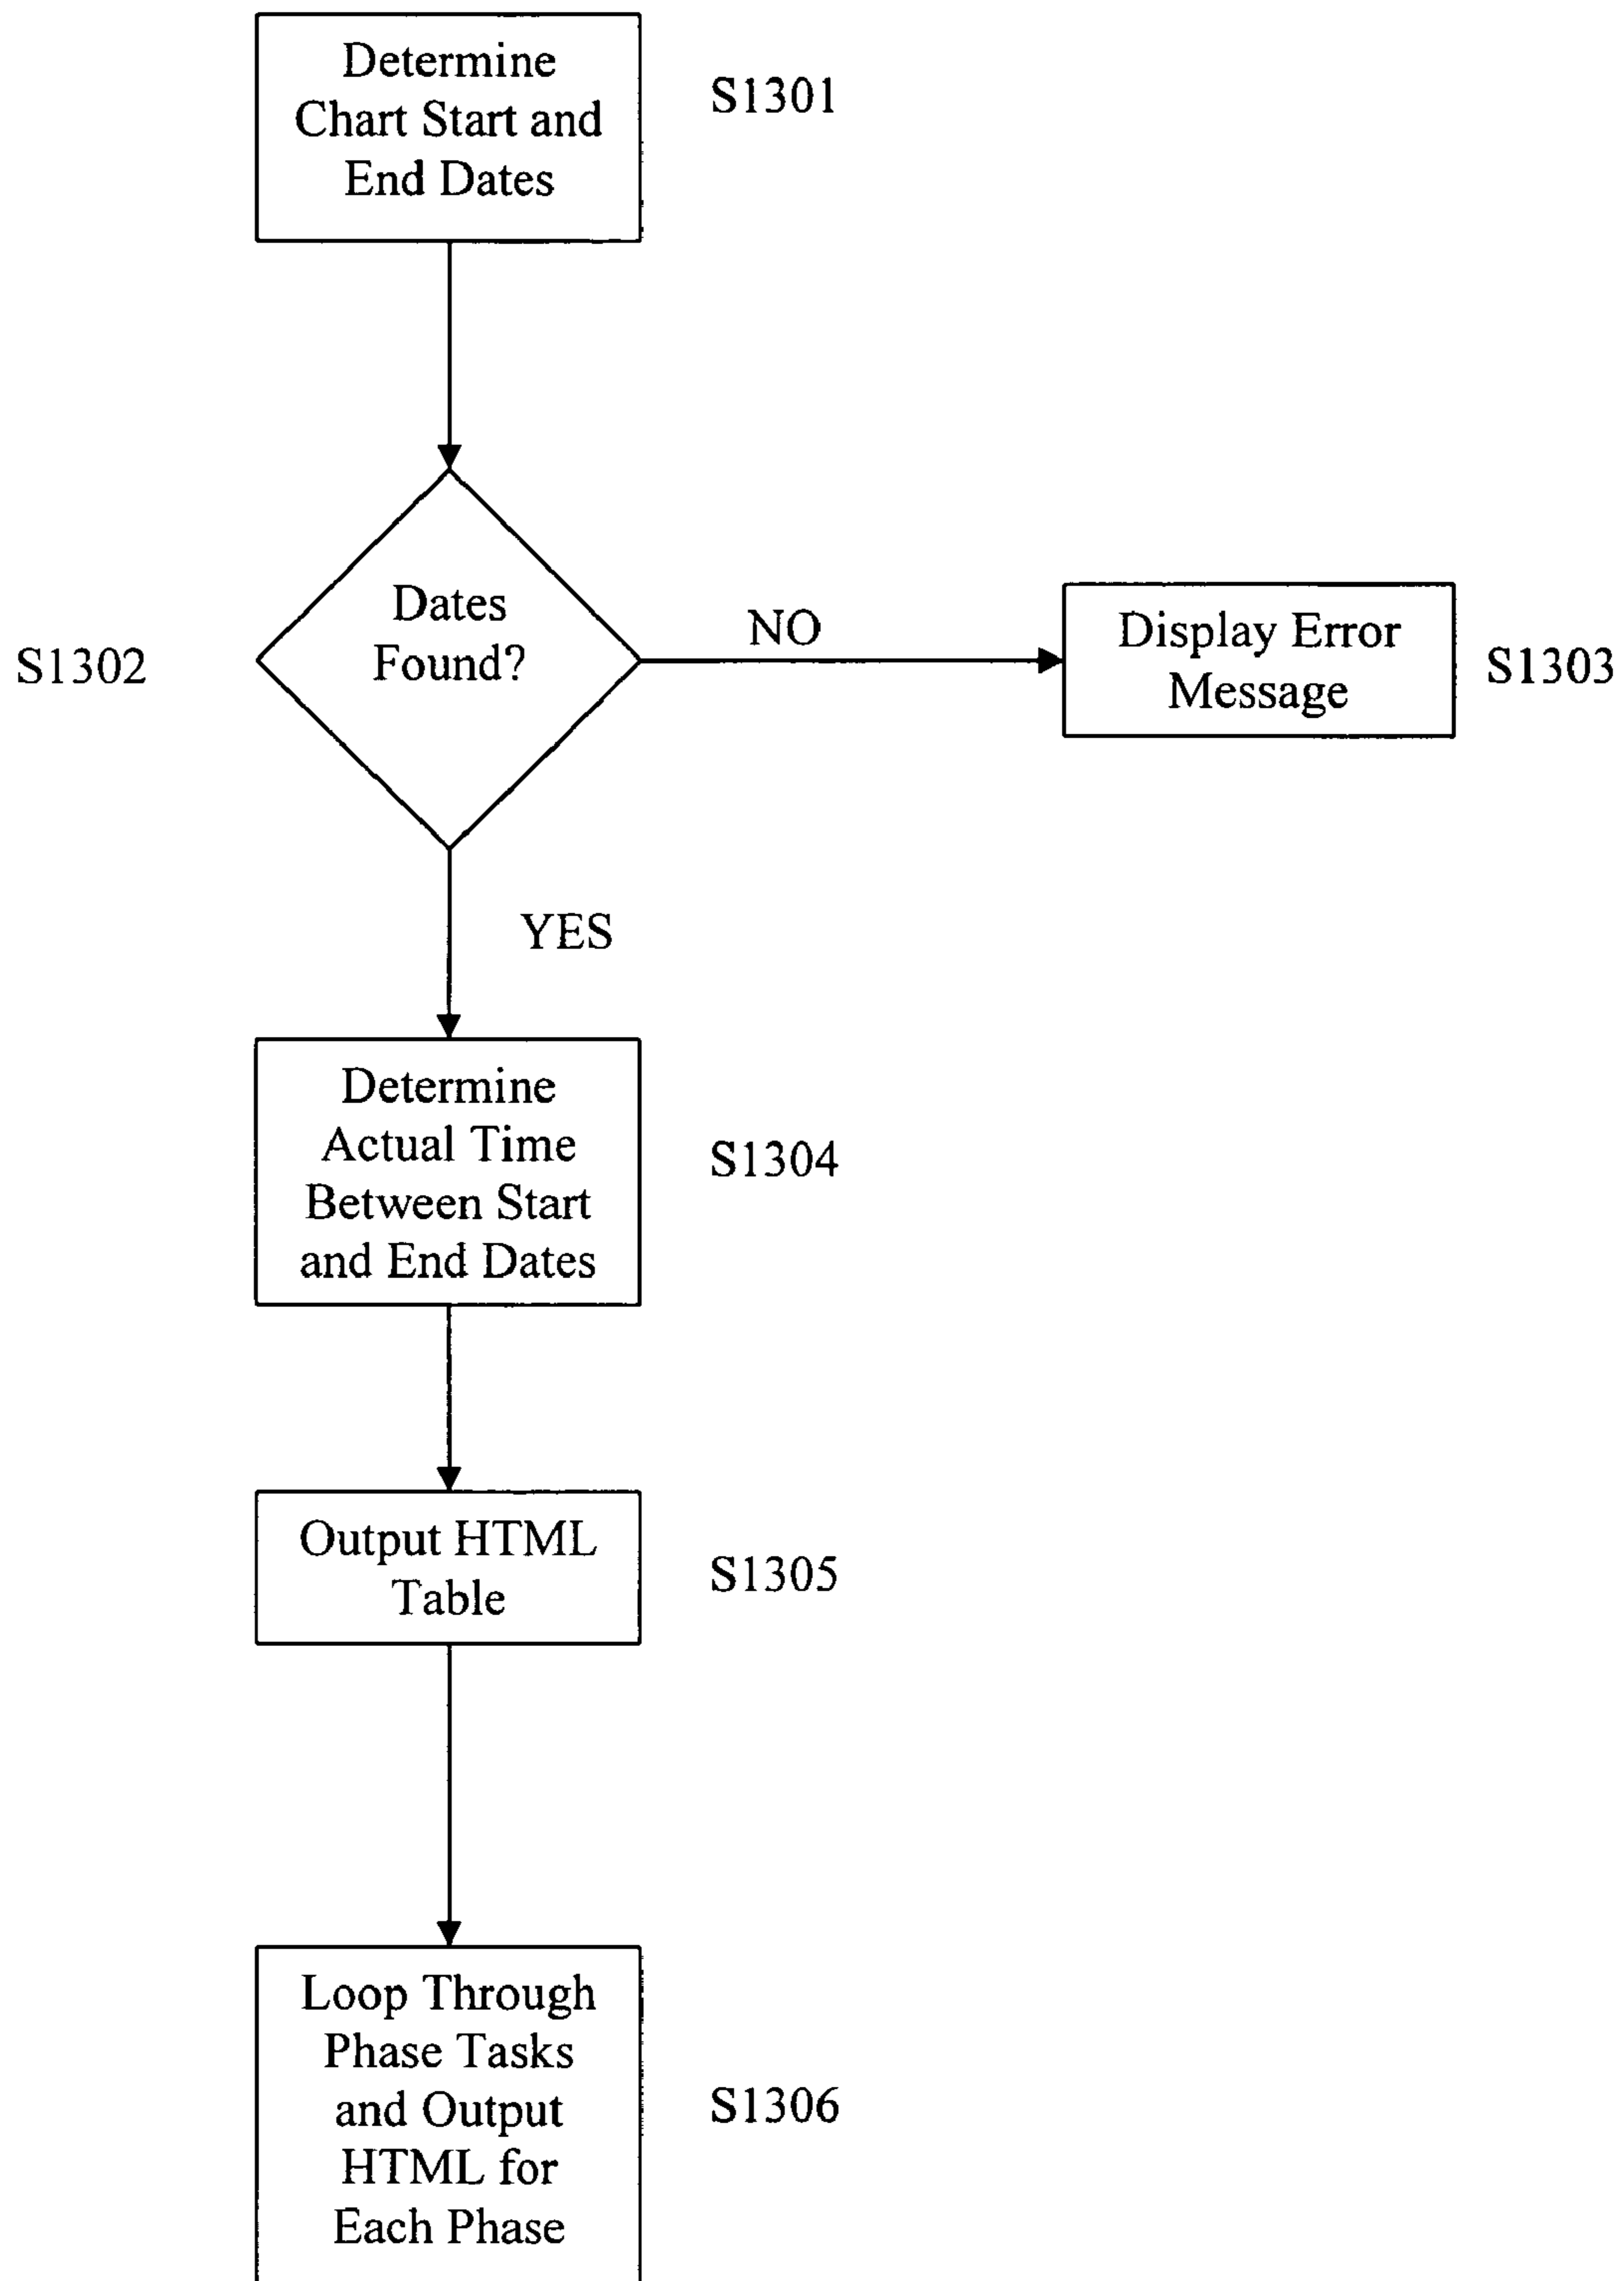 Determine
Chart Start and
End Dates
S1301
Dates
Found?
S1302
NO
Display Error
Message
S1303
YES
Determine
Actual Time
Between Start
and End Dates
S1304
Output HTML
Table
S1305
Loop Through
Phase Tasks
and Output
HTML for
Each Phase
S1306